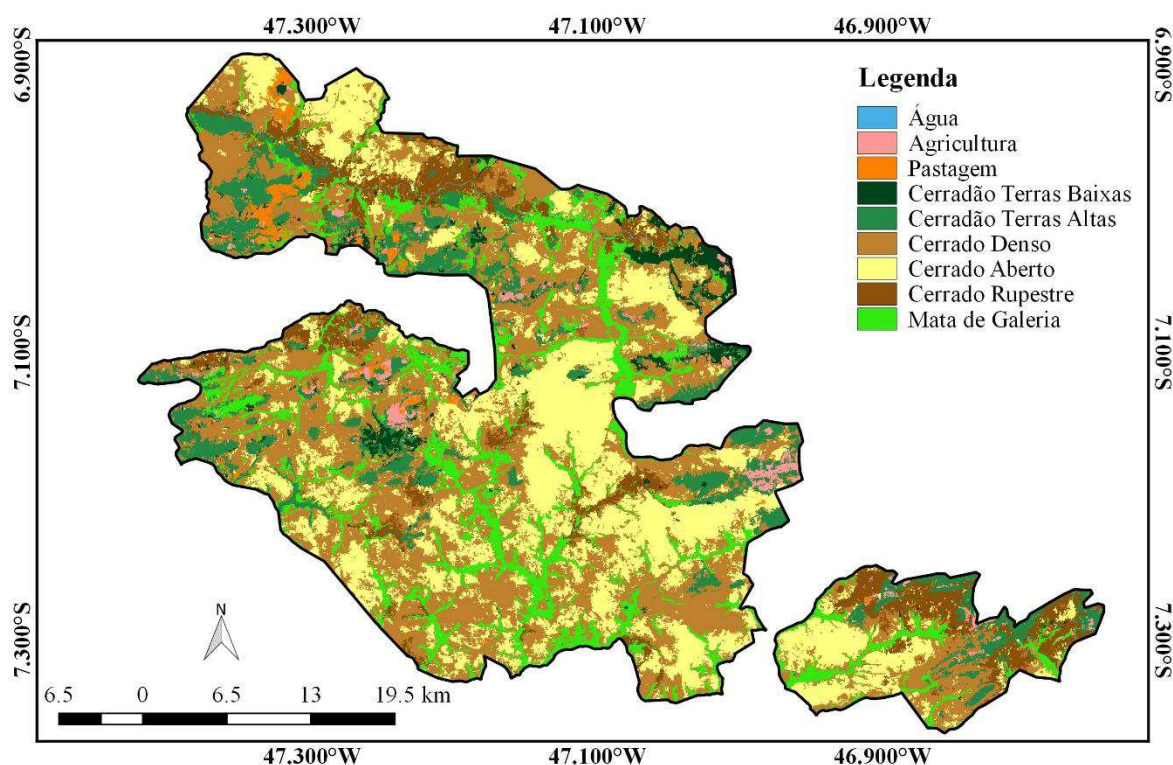 47.300°W 47.100°W 46.900°W
6.900°S
6.900°S
Legenda
Água
Agricultura
Pastagem
Cerradão Terras Baixas
Cerradão Terras Altas
Cerrado Denso
Cerrado Aberto
Cerrado Rupestre
Mata de Galeria
7.100°S
7.100°S
7.300°S
7.300°S
N
6.5 0 6.5 13 19.5 km
47.300°W 47.100°W 46.900°W